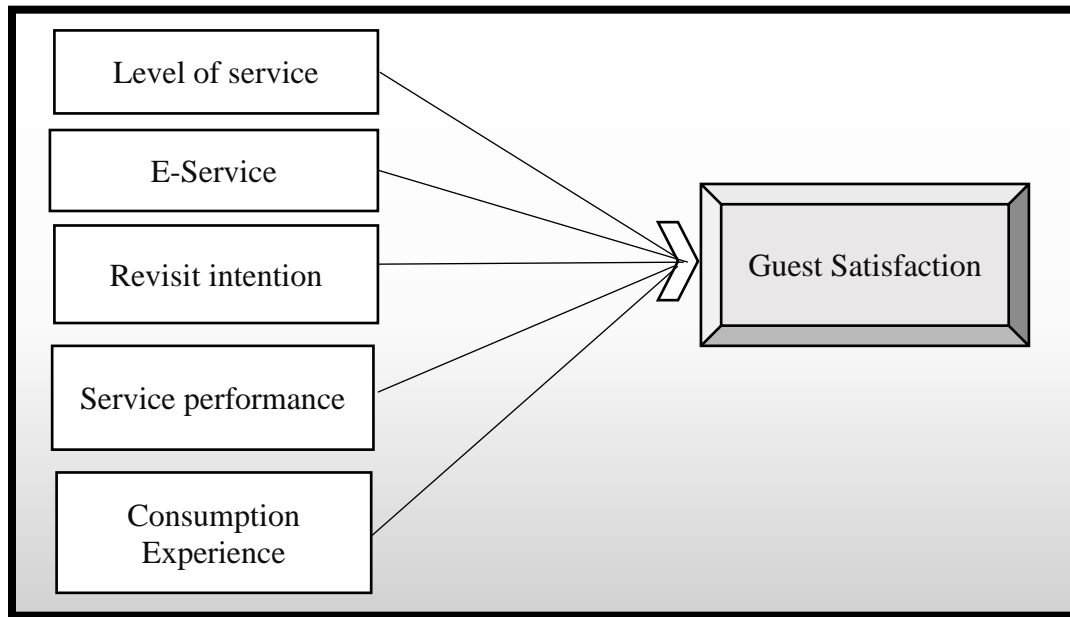 Level of service
E-Service
Revisit intention
Service performance
Consumption
Experience
Guest Satisfaction